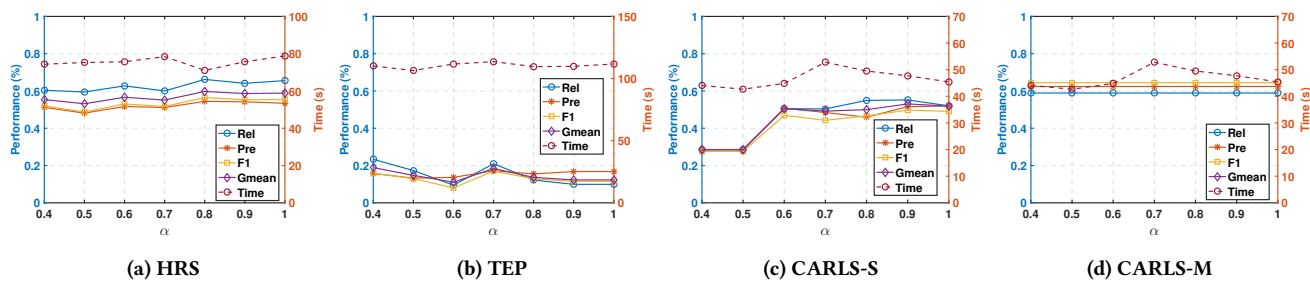 1
0.8
0.6
0.4
0.2
0
Performance (%)
100
80
60
40
20
0
Time (s)
Rel
Pre
F1
Gmean
Time
0.4 0.5 0.6 0.7 0.8 0.9 1
α
(a) HRS
1
0.8
0.6
0.4
0.2
0
Performance (%)
150
100
50
0
Time (s)
Rel
Pre
F1
Gmean
Time
0.4 0.5 0.6 0.7 0.8 0.9 1
α
(b) TEP
1
0.8
0.6
0.4
0.2
0
Performance (%)
70
60
50
40
30
20
10
0
Time (s)
Rel
Pre
F1
Gmean
Time
0.4 0.5 0.6 0.7 0.8 0.9 1
α
(c) CARLS-S
1
0.8
0.6
0.4
0.2
0
Performance (%)
70
60
50
40
30
20
10
0
Time (s)
Rel
Pre
F1
Gmean
Time
0.4 0.5 0.6 0.7 0.8 0.9 1
α
(d) CARLS-M